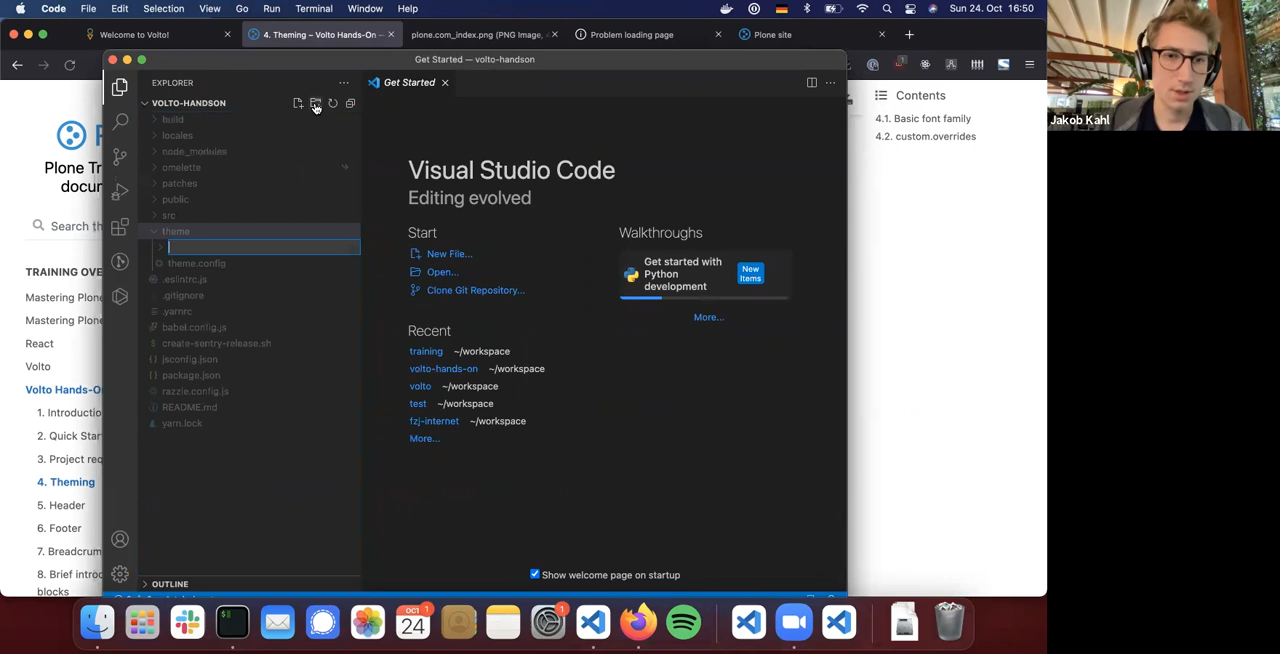 Code File Edit Selection View Go Run Terminal Window Help Sun 24. Oct 16:50
Welcome to Volto! 4. Theming – Volto Hands-On — plone.com_index.png (PNG Image, Problem loading page Plone site
Get Started — volto-handson
EXPLORER
VOLTO-HANDSON
build
locales
node_modules
omelette
patches
public
src
theme
theme.config
.eslintrc.js
.gitignore
.yarnrc
babel.config.js
create-sentry-release.sh
jsconfig.json
package.json
razzle.config.js
README.md
yarn.lock
OUTLINE
Get Started
Visual Studio Code
Editing evolved
Start
New File...
Open...
Clone Git Repository...
Recent
training ~/workspace
volto-hands-on ~/workspace
volto ~/workspace
test ~/workspace
fzj-internet ~/workspace
More...
Walkthroughs
Get started with
Python
development
New
Items
More...
Show welcome page on startup
Plone Tr
docu
Search th
TRAINING OVE
Mastering Plone
Mastering Plone
React
Volto
Volto Hands-O
1. Introductio
2. Quick Star
3. Project req
4. Theming
5. Header
6. Footer
7. Breadcrum
8. Brief introd
blocks
Contents
4.1. Basic font family
4.2. custom.overrides
Jakob Kahl
OCT 1
24
1